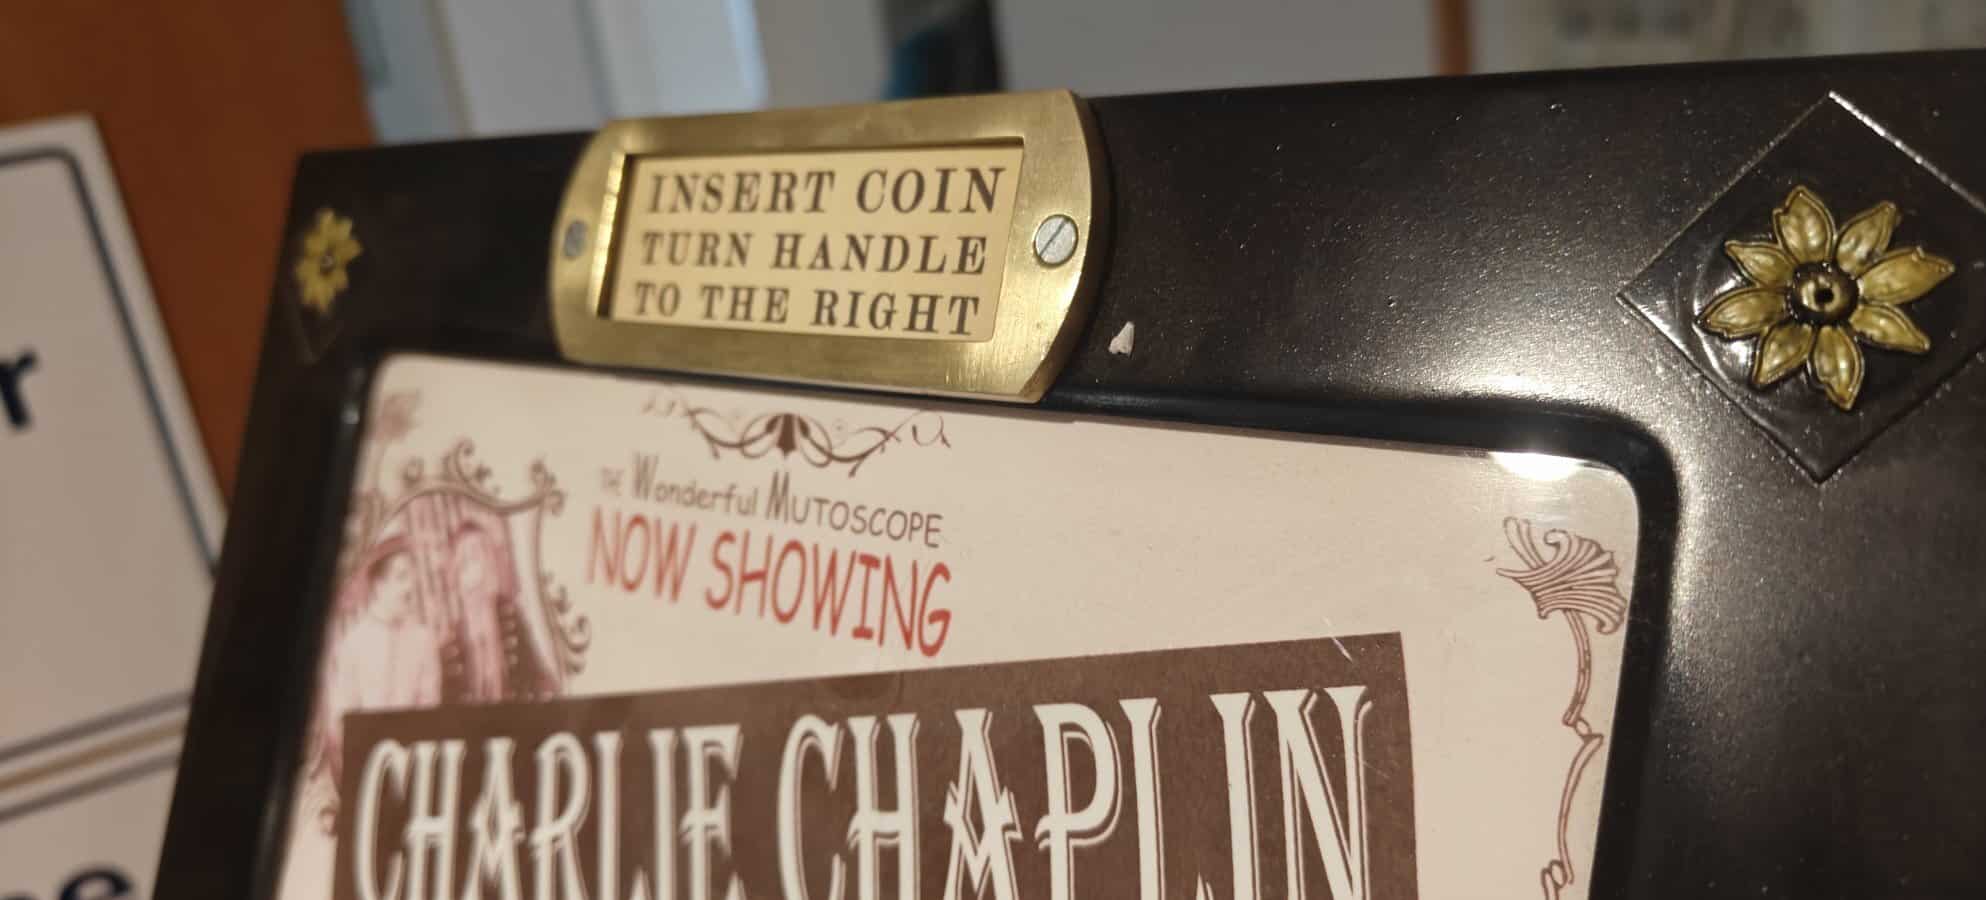 INSERT COIN
TURN HANDLE
TO THE RIGHT
THE Wonderful MUTOSCOPE
NOW SHOWING
CHARLIE CHAPLIN